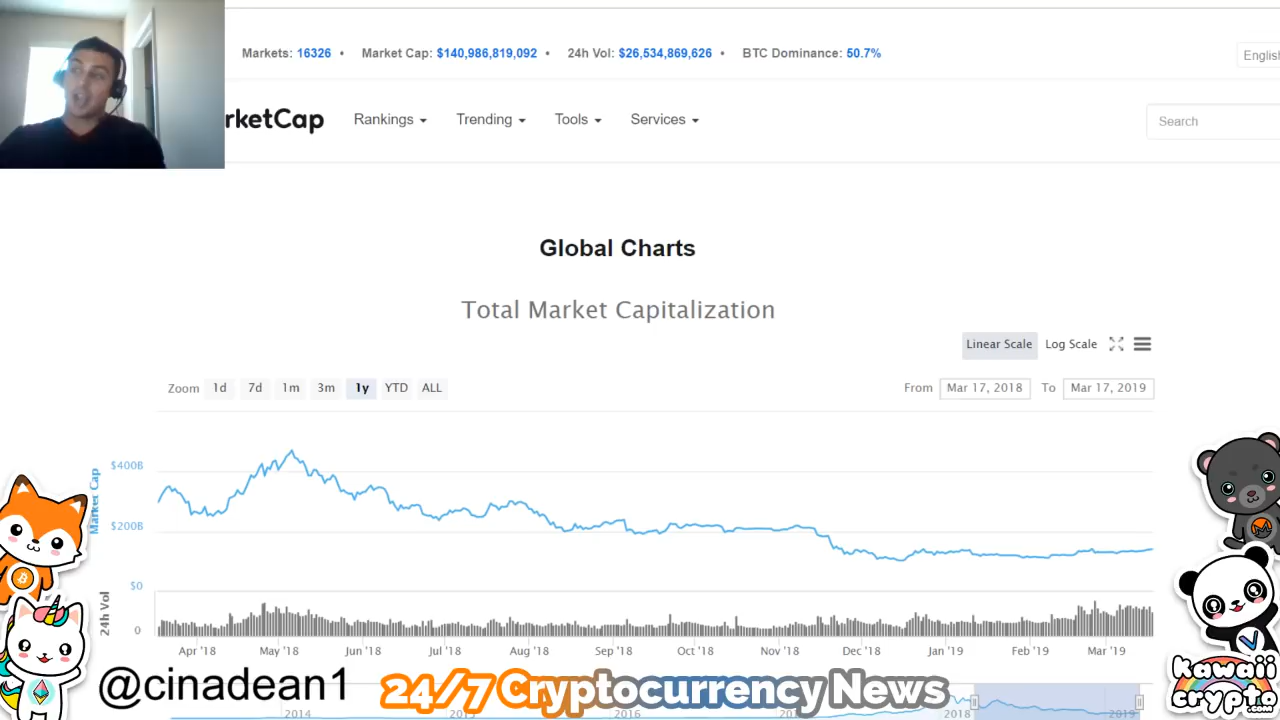 Markets: 16326 • Market Cap: $140,986,819,092 • 24h Vol: $26,534,869,626 • BTC Dominance: 50.7%
English
rketCap Rankings Trending Tools Services
Search
Global Charts
Total Market Capitalization
Linear Scale Log Scale
Zoom 1d 7d 1m 3m 1y YTD ALL From Mar 17, 2018 To Mar 17, 2019
Market Cap
$400B
$200B
$0
24h Vol
0
Apr '18 May '18 Jun '18 Jul '18 Aug '18 Sep '18 Oct '18 Nov '18 Dec '18 Jan '19 Feb '19 Mar '19
@cinadean1
24/7 Cryptocurrency News
2014 2015 2016 2018 2019
kawaii
crypto
.com